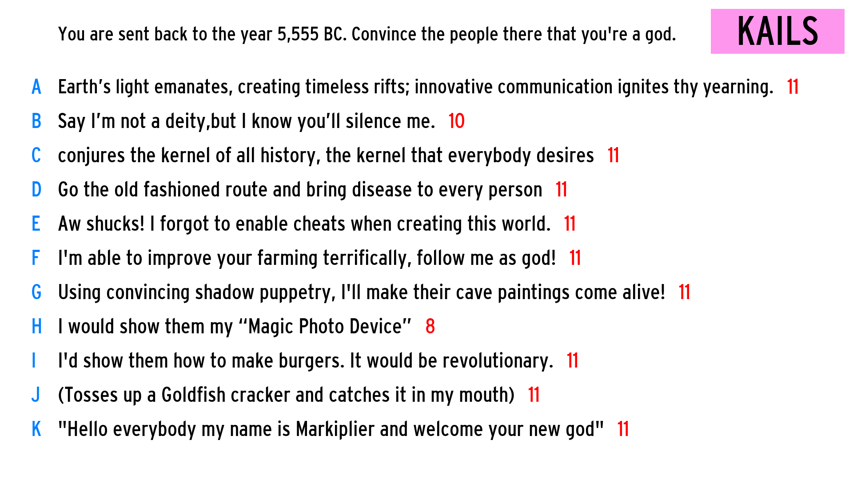 You are sent back to the year 5,555 BC. Convince the people there that you're a god.
KAILS
A Earth's light emanates, creating timeless rifts; innovative communication ignites thy yearning. 11
B Say I'm not a deity,but I know you'll silence me. 10
C conjures the kernel of all history, the kernel that everybody desires 11
D Go the old fashioned route and bring disease to every person 11
E Aw shucks! I forgot to enable cheats when creating this world. 11
F I'm able to improve your farming terrifically, follow me as god! 11
G Using convincing shadow puppetry, I'll make their cave paintings come alive! 11
H I would show them my “Magic Photo Device” 8
I I'd show them how to make burgers. It would be revolutionary. 11
J (Tosses up a Goldfish cracker and catches it in my mouth) 11
K "Hello everybody my name is Markiplier and welcome your new god" 11